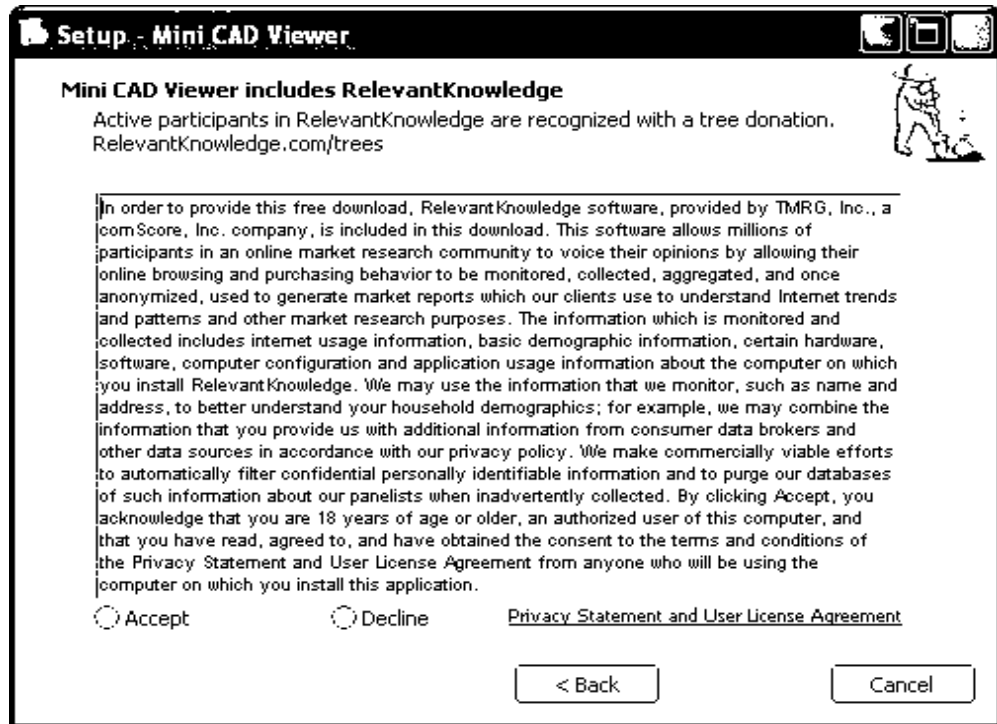 Setup - Mini CAD Viewer
Mini CAD Viewer includes RelevantKnowledge
Active participants in RelevantKnowledge are recognized with a tree donation.
RelevantKnowledge.com/trees
In order to provide this free download, RelevantKnowledge software, provided by TMRG, Inc., a
comScore, Inc. company, is included in this download. This software allows millions of
participants in an online market research community to voice their opinions by allowing their
online browsing and purchasing behavior to be monitored, collected, aggregated, and once
anonymized, used to generate market reports which our clients use to understand Internet trends
and patterns and other market research purposes. The information which is monitored and
collected includes internet usage information, basic demographic information, certain hardware,
software, computer configuration and application usage information about the computer on which
you install RelevantKnowledge. We may use the information that we monitor, such as name and
address, to better understand your household demographics; for example, we may combine the
information that you provide us with additional information from consumer data brokers and
other data sources in accordance with our privacy policy. We make commercially viable efforts
to automatically filter confidential personally identifiable information and to purge our databases
of such information about our panelists when inadvertently collected. By clicking Accept, you
acknowledge that you are 18 years of age or older, an authorized user of this computer, and
that you have read, agreed to, and have obtained the consent to the terms and conditions of
the Privacy Statement and User License Agreement from anyone who will be using the
computer on which you install this application.
Accept Decline Privacy Statement and User License Agreement
< Back Cancel